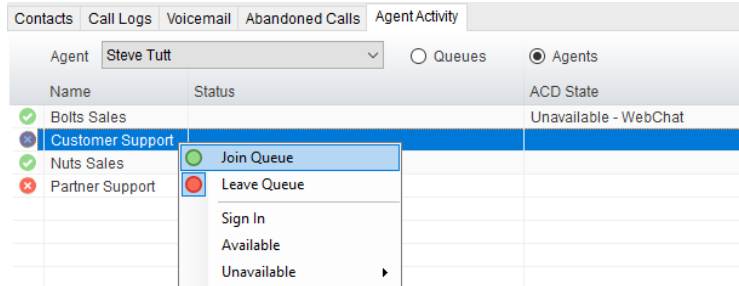 Contacts Call Logs Voicemail Abandoned Calls Agent Activity
Agent Steve Tutt Queues Agents
Name Status ACD State
Bolts Sales Unavailable - WebChat
Customer Support
Join Queue
Nuts Sales
Partner Support Leave Queue
Sign In
Available
Unavailable